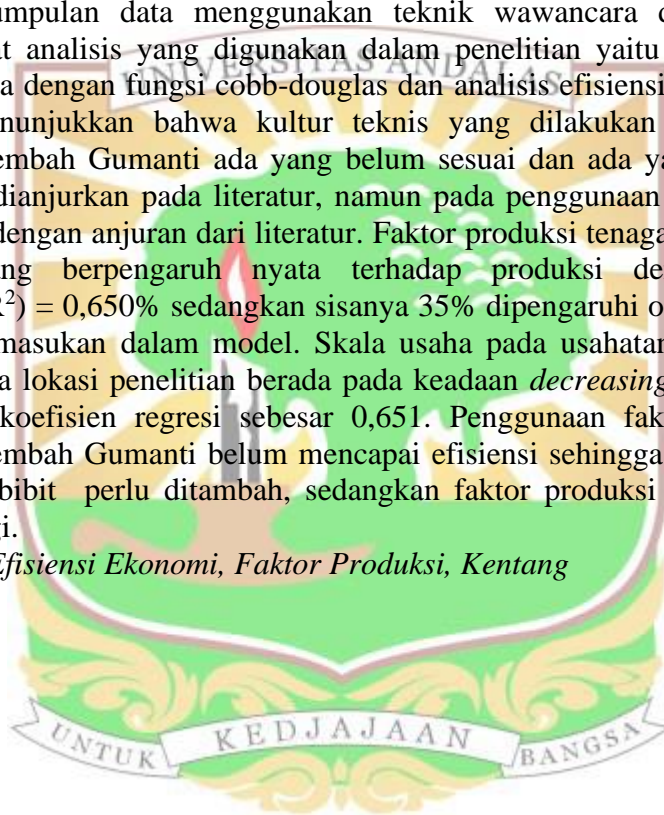 umpulan data menggunakan teknik wawancara d
at analisis yang digunakan dalam penelitian yaitu
a dengan fungsi cobb-douglas dan analisis efisiensi
nunjukkan bahwa kultur teknis yang dilakukan
embah Gumanti ada yang belum sesuai dan ada ya
dianjurkan pada literatur, namun pada penggunaan
dengan anjuran dari literatur. Faktor produksi tenaga
ng berpengaruh nyata terhadap produksi de
R²) = 0,650% sedangkan sisanya 35% dipengaruhi o
masukan dalam model. Skala usaha pada usahatan
a lokasi penelitian berada pada keadaan decreasing
koefisien regresi sebesar 0,651. Penggunaan fak
embah Gumanti belum mencapai efisiensi sehingga
bibit perlu ditambah, sedangkan faktor produksi
gi.
Efisiensi Ekonomi, Faktor Produksi, Kentang
UNIVERSITAS ANDALAS
UNTUK KEDJAJAAN BANGSA